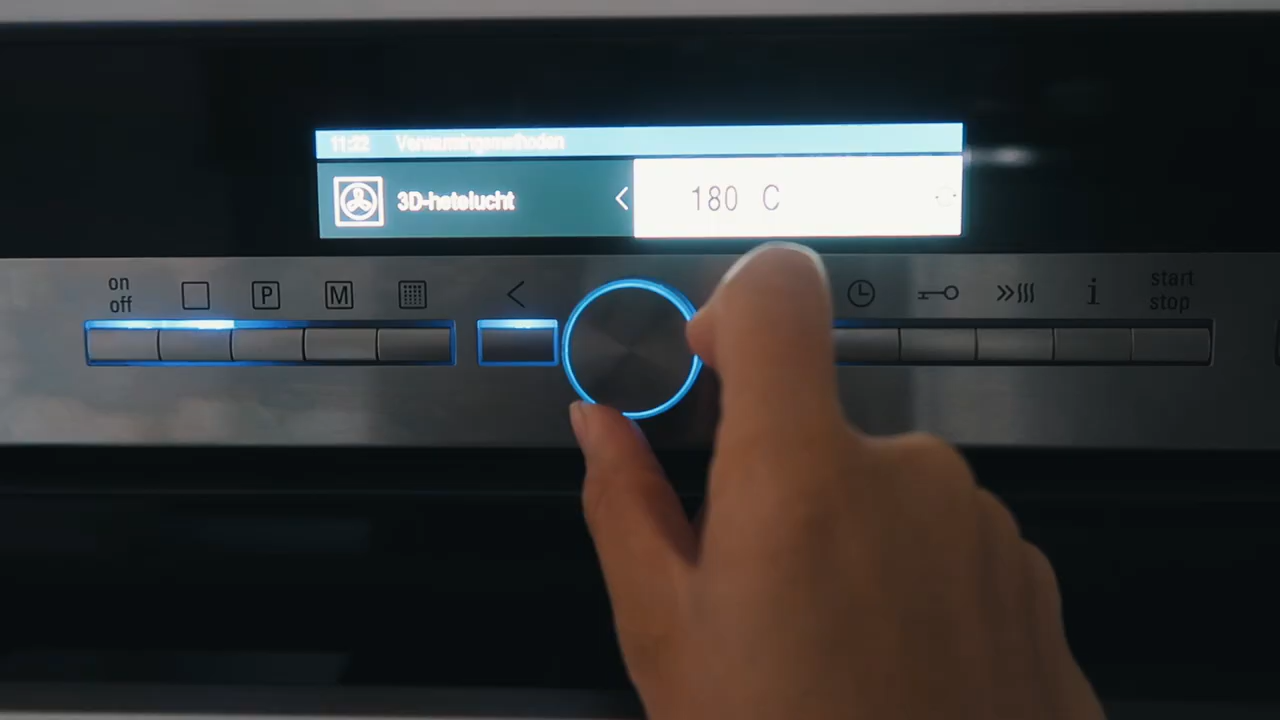 11:22 Verwarmingsmethoden
3D-hetelucht < 180 C
on
off
P
M
<
i
start
stop